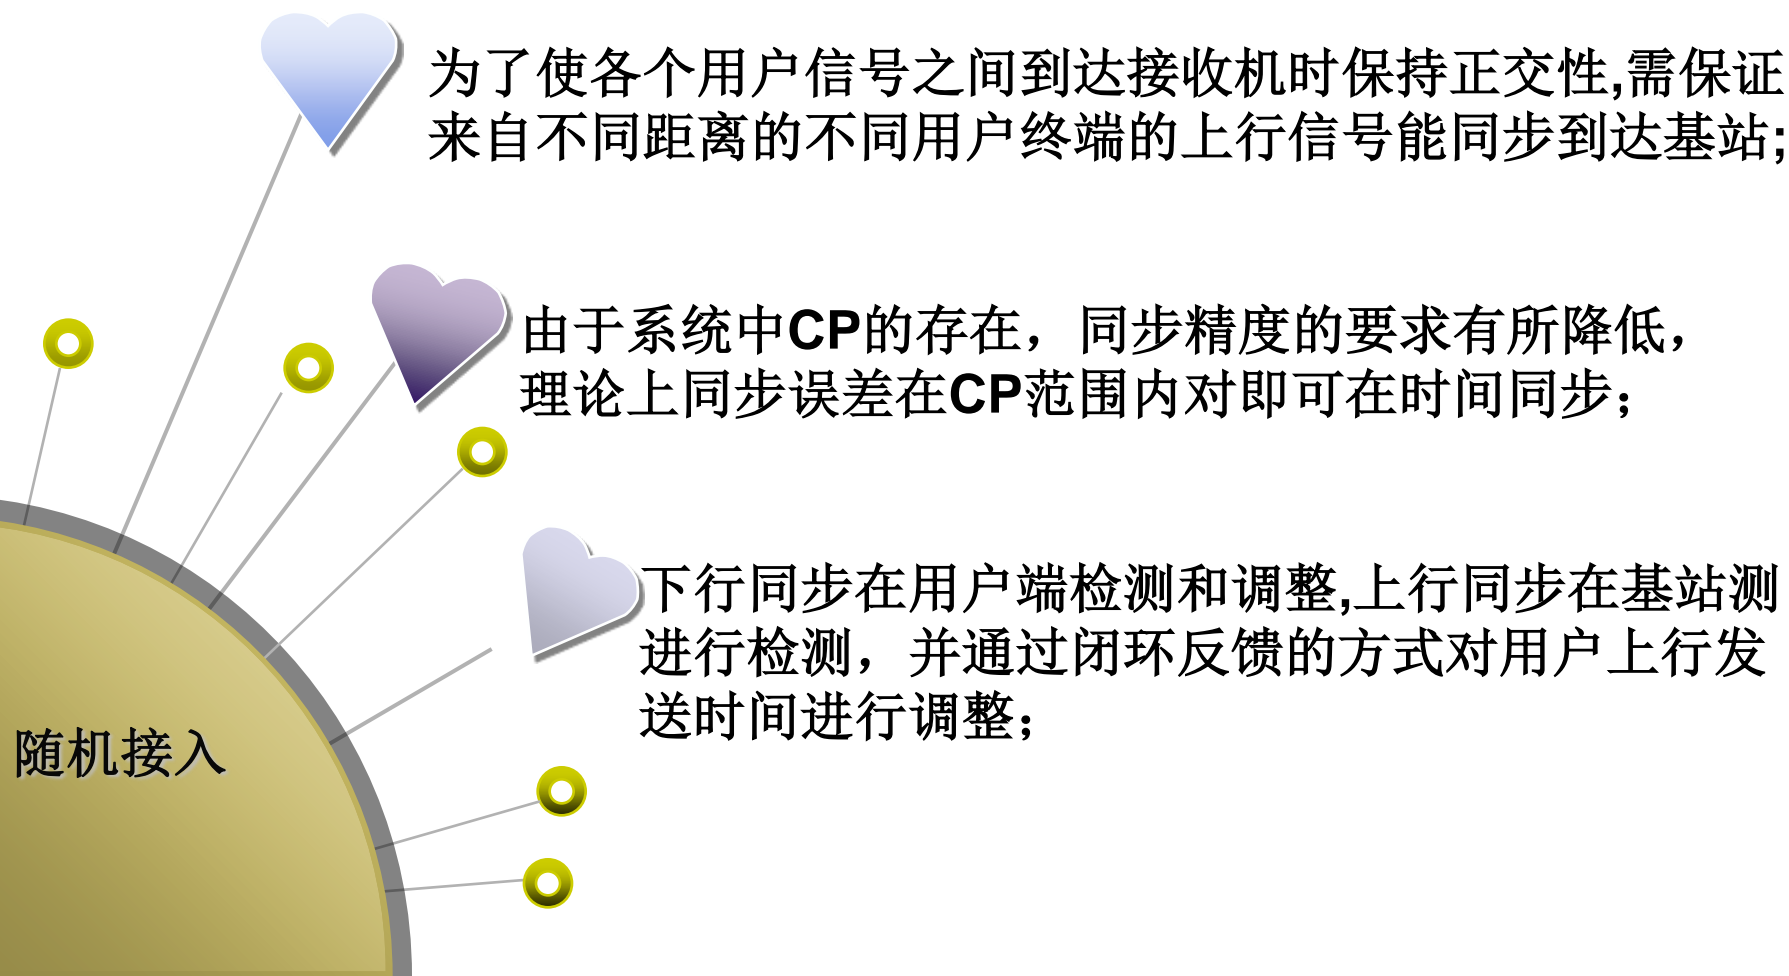 为了使各个用户信号之间到达接收机时保持正交性,需保证
来自不同距离的不同用户终端的上行信号能同步到达基站;
由于系统中CP的存在，同步精度的要求有所降低，
理论上同步误差在CP范围内对即可在时间同步；
下行同步在用户端检测和调整,上行同步在基站测
进行检测，并通过闭环反馈的方式对用户上行发
送时间进行调整；
随机接入